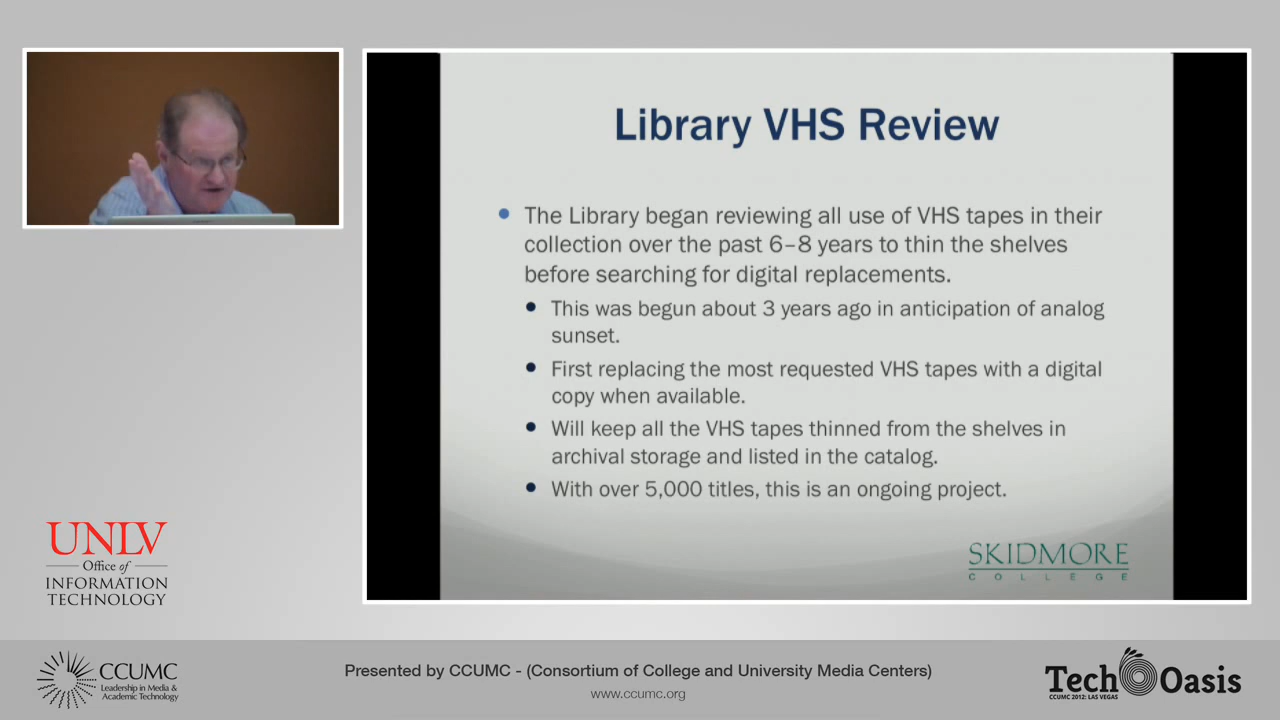 Library VHS Review
The Library began reviewing all use of VHS tapes in their
collection over the past 6–8 years to thin the shelves
before searching for digital replacements.
This was begun about 3 years ago in anticipation of analog
sunset.
First replacing the most requested VHS tapes with a digital
copy when available.
Will keep all the VHS tapes thinned from the shelves in
archival storage and listed in the catalog.
With over 5,000 titles, this is an ongoing project.
SKIDMORE
COLLEGE
UNLV
Office of
INFORMATION
TECHNOLOGY
CCUMC
Leadership in Media &
Academic Technology
Presented by CCUMC - (Consortium of College and University Media Centers)
www.ccumc.org
Tech Oasis
CCUMC 2012: LAS VEGAS